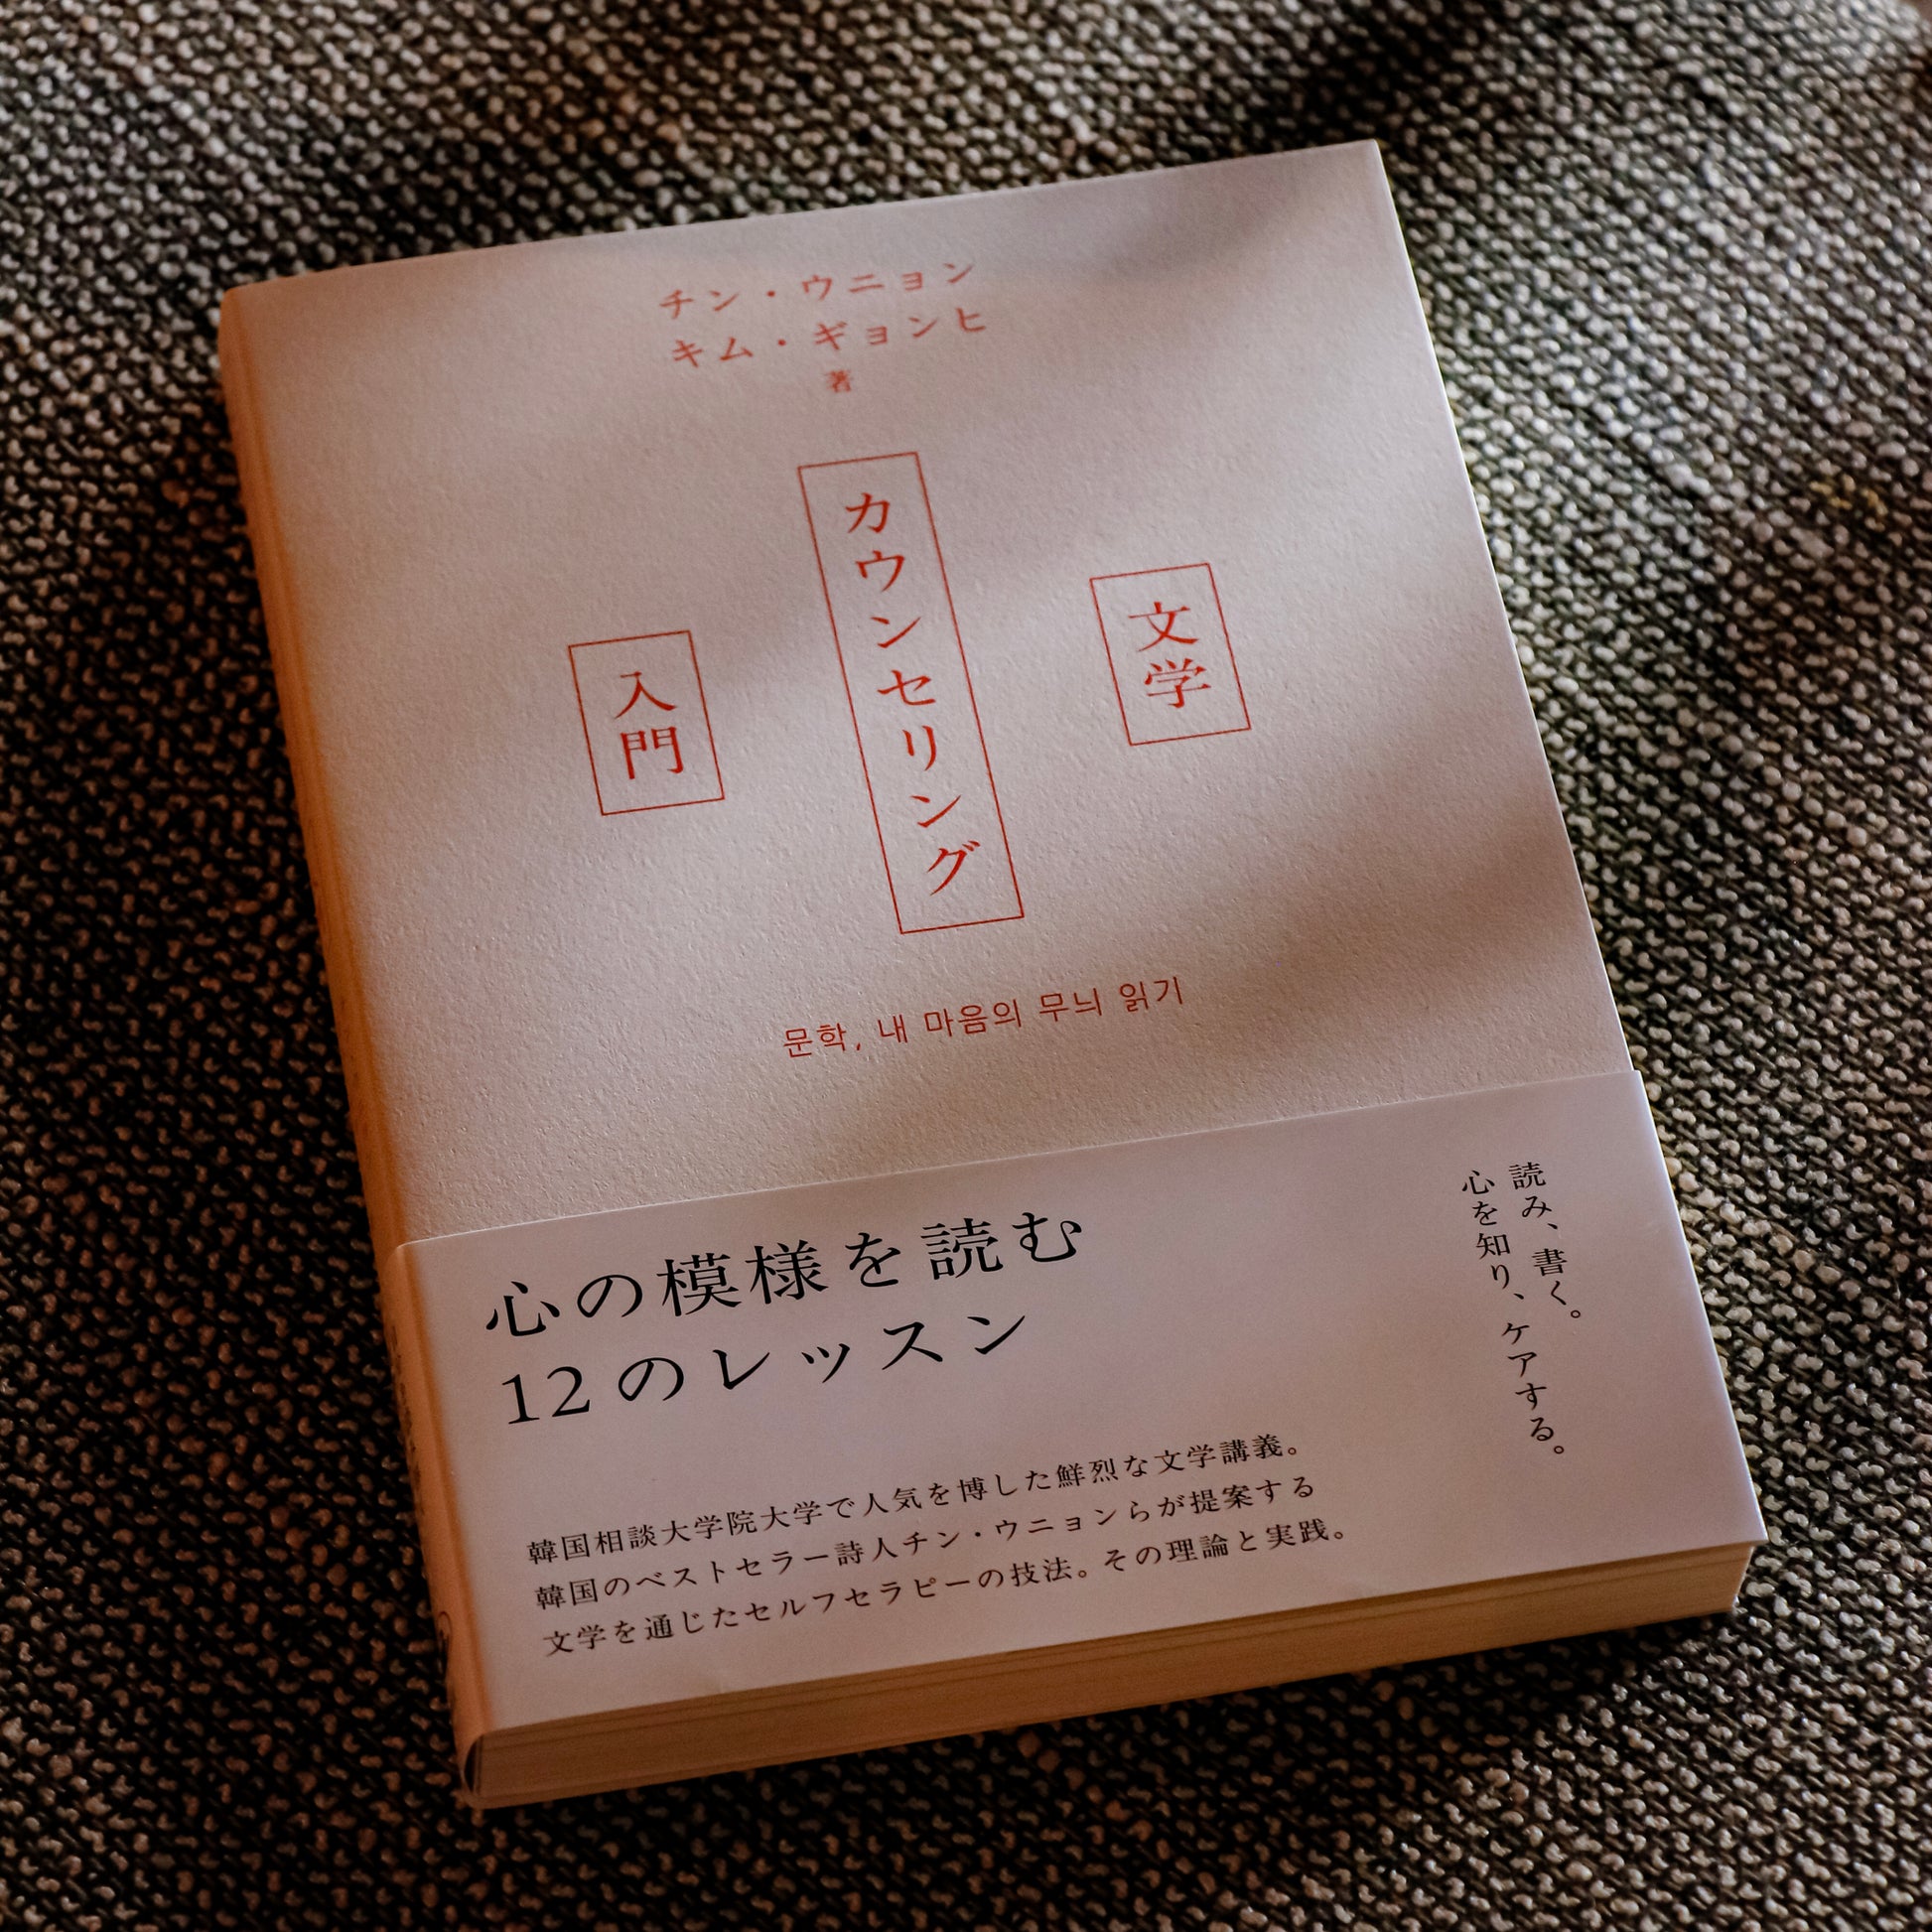 チン・ウニョン
キム・ギョンヒ
著
文学
カウンセリング
入門
문학, 내 마음의 무늬 읽기
読み、書く。
心を知り、ケアする。
心の模様を読む
12のレッスン
韓国相談大学院大学で人気を博した鮮烈な文学講義。
韓国のベストセラー詩人チン・ウニョンらが提案する
文学を通じたセルフセラピーの技法。その理論と実践。